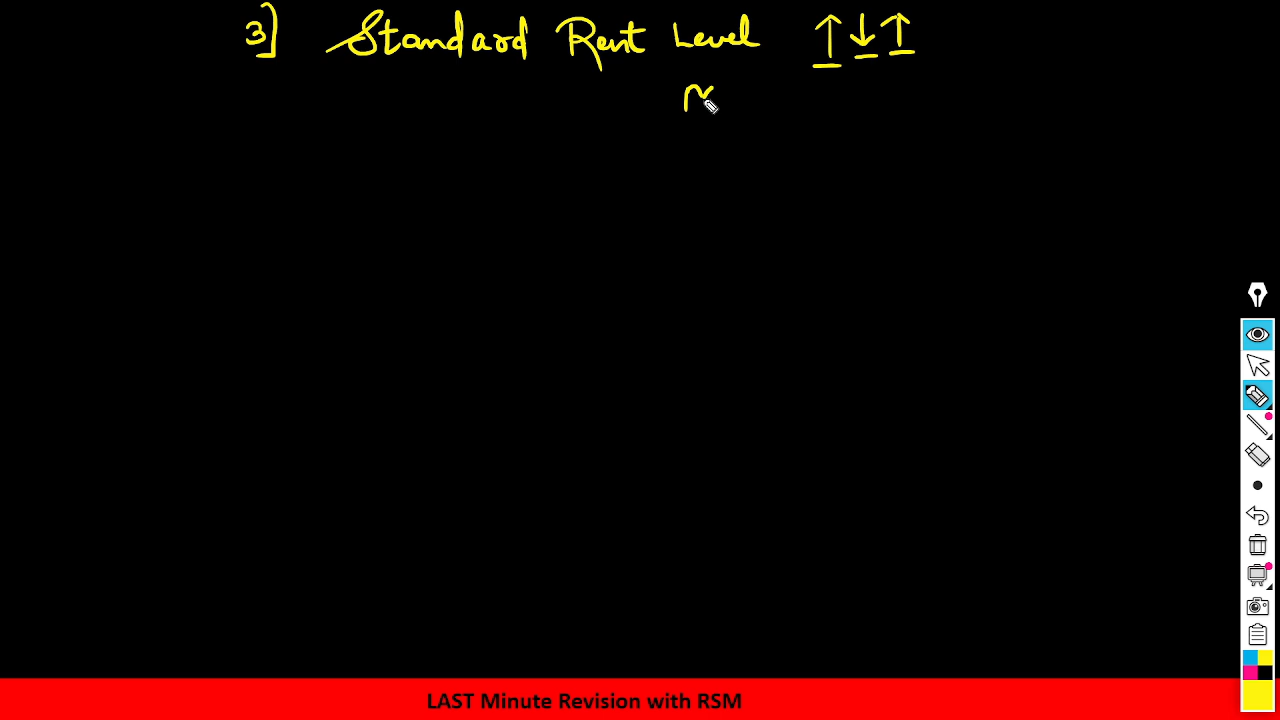 3] Standard Rent Level ↑ ↓ ↑
LAST Minute Revision with RSM